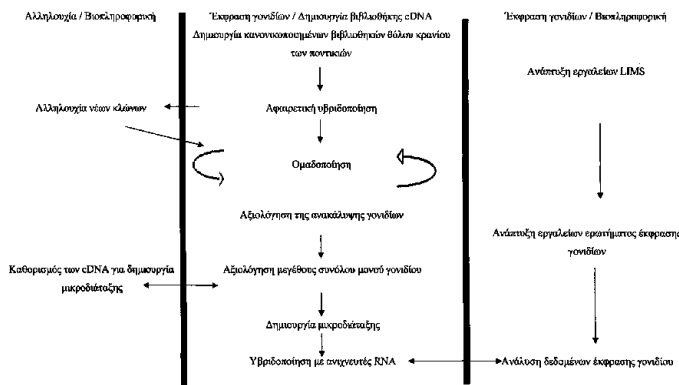 Αλληλουχία / Βιοπληροφορική
Έκφραση γονιδίων / Δημιουργία βιβλιοθήκης cDNA
Δημιουργία κανονικοποιημένων βιβλιοθηκών θόλου κρανίου
των ποντικιών
Έκφραση γονιδίων / Βιοπληροφορική
Ανάπτυξη εργαλείων LIMS
Αλληλουχία νέων κλώνων
Αφαιρετική υβριδοποίηση
Ομαδοποίηση
Αξιολόγηση της ανακάλυψης γονιδίων
Ανάπτυξη εργαλείων ερωτήματος έκφρασης
γονιδίων
Καθορισμός των cDNA για δημιουργία
μικροδιάταξης
Αξιολόγηση μεγέθους συνόλου μονού γονιδίου
Δημιουργία μικροδιάταξης
Υβριδοποίηση με ανιχνευτές RNA
Ανάλυση δεδομένων έκφρασης γονιδίου